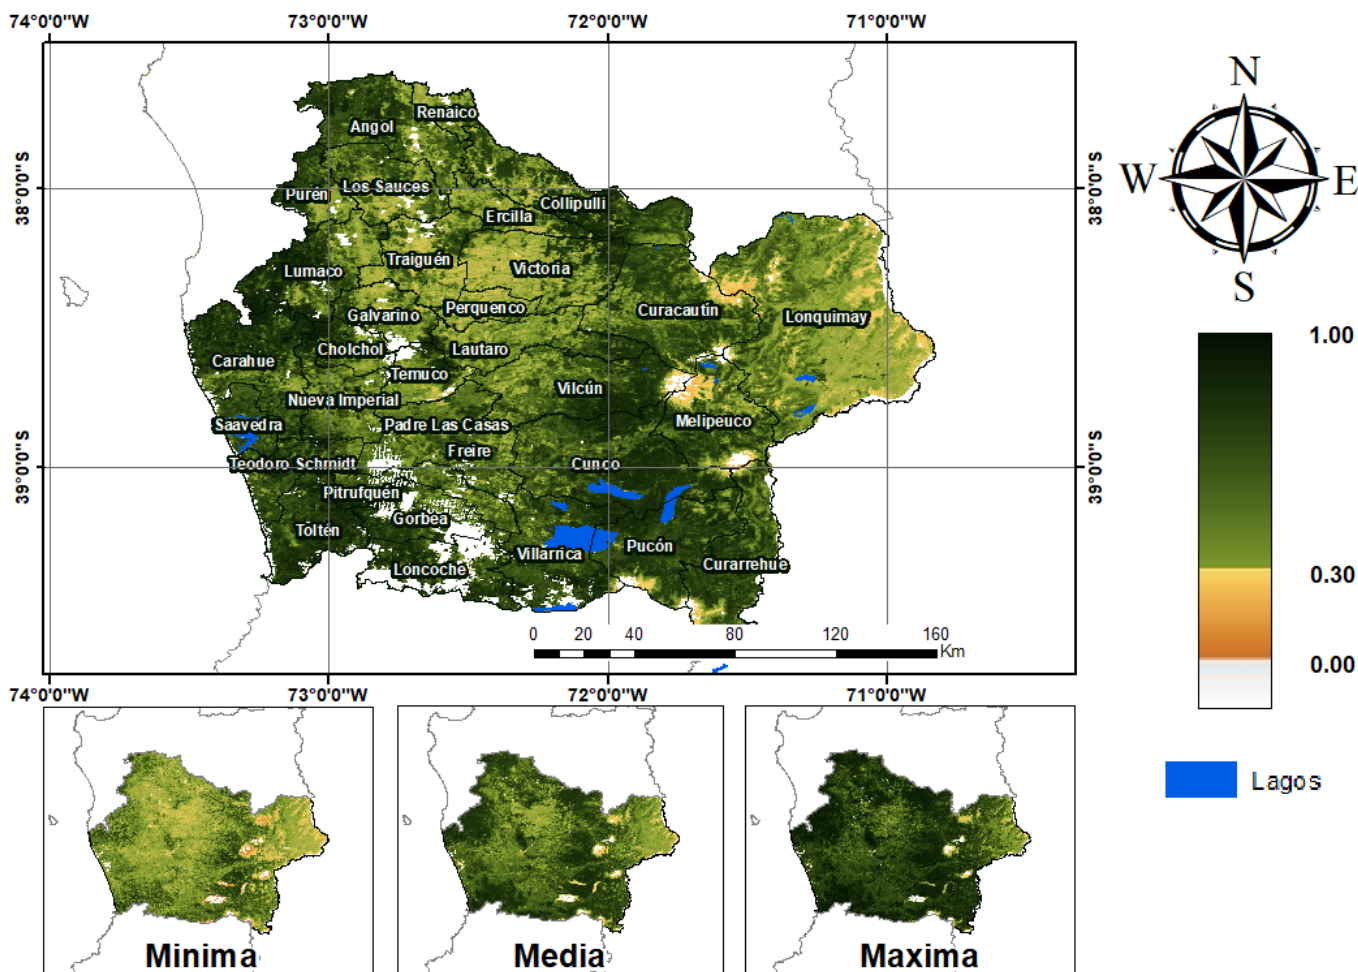 74°0'0"W 73°0'0"W 72°0'0"W 71°0'0"W
N
W E
S
38°0'0"S
38°0'0"S
39°0'0"S
39°0'0"S
Renaico
Angol
Los Sauces
Purén
Collipulli
Ercilla
Traiguén
Victoria
Lumaco
Curacautín
Perquenco
Galvarino
Lonquimay
Cholchol
Lautaro
Carahue
Temuco
Vilcún
Nueva Imperial
Melipeuco
Saavedra
Padre Las Casas
Freire
Teodoro Schmidt
Cunco
Pitrufquén
Gorbea
Toltén
Pucón
Villarrica
Curarrehue
Loncoche
0 20 40 80 120 160
Km
74°0'0"W 73°0'0"W 72°0'0"W 71°0'0"W
1.00
0.30
0.00
Lagos
Minima
Media
Maxima